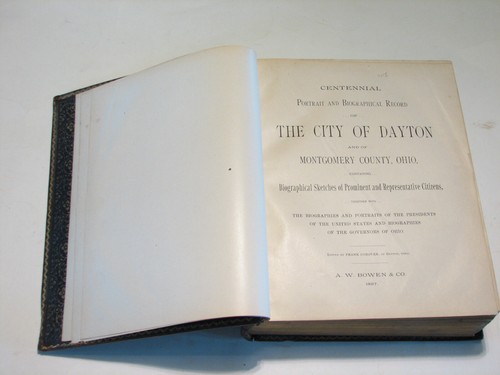 CENTENNIAL
PORTRAIT AND BIOGRAPHICAL RECORD
OF
THE CITY OF DAYTON
AND OF
MONTGOMERY COUNTY, OHIO,
CONTAINING
Biographical Sketches of Prominent and Representative Citizens,
TOGETHER WITH
THE BIOGRAPHIES AND PORTRAITS OF THE PRESIDENTS
OF THE UNITED STATES AND BIOGRAPHIES
OF THE GOVERNORS OF OHIO.
A. W. BOWEN & CO.